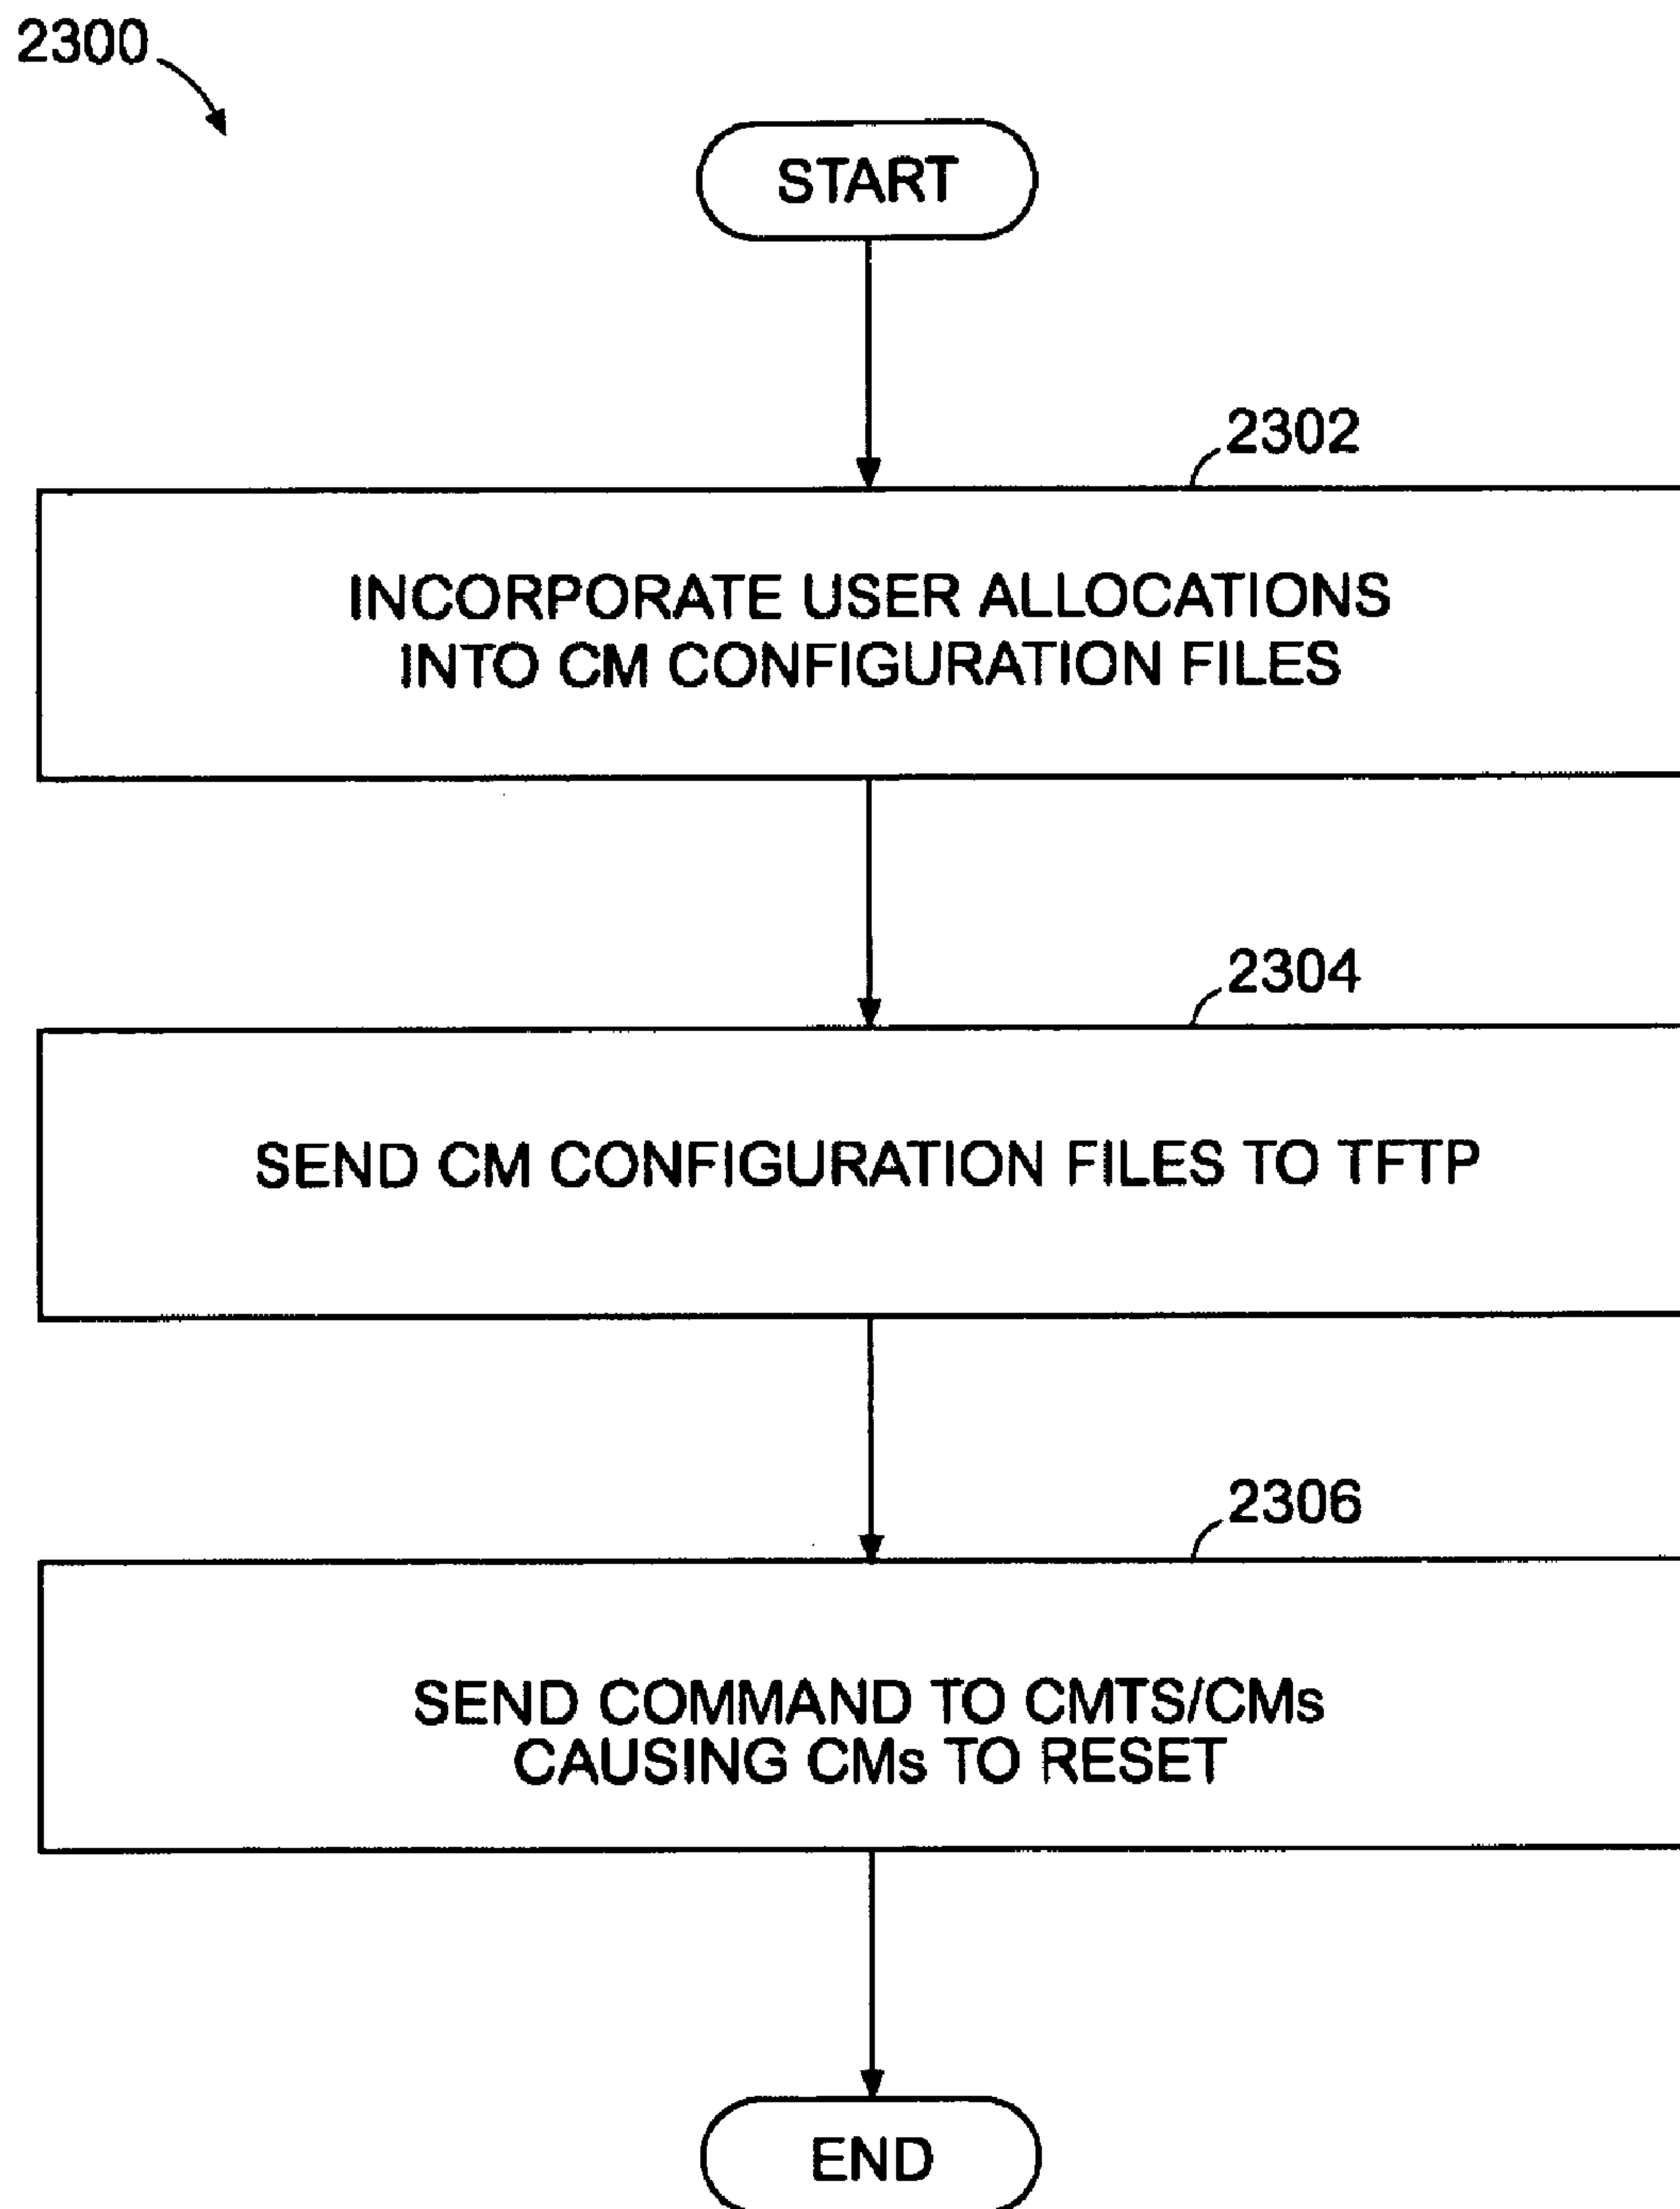 2300
START
2302
INCORPORATE USER ALLOCATIONS
INTO CM CONFIGURATION FILES
2304
SEND CM CONFIGURATION FILES TO TFTP
2306
SEND COMMAND TO CMTS/CMs
CAUSING CMs TO RESET
END